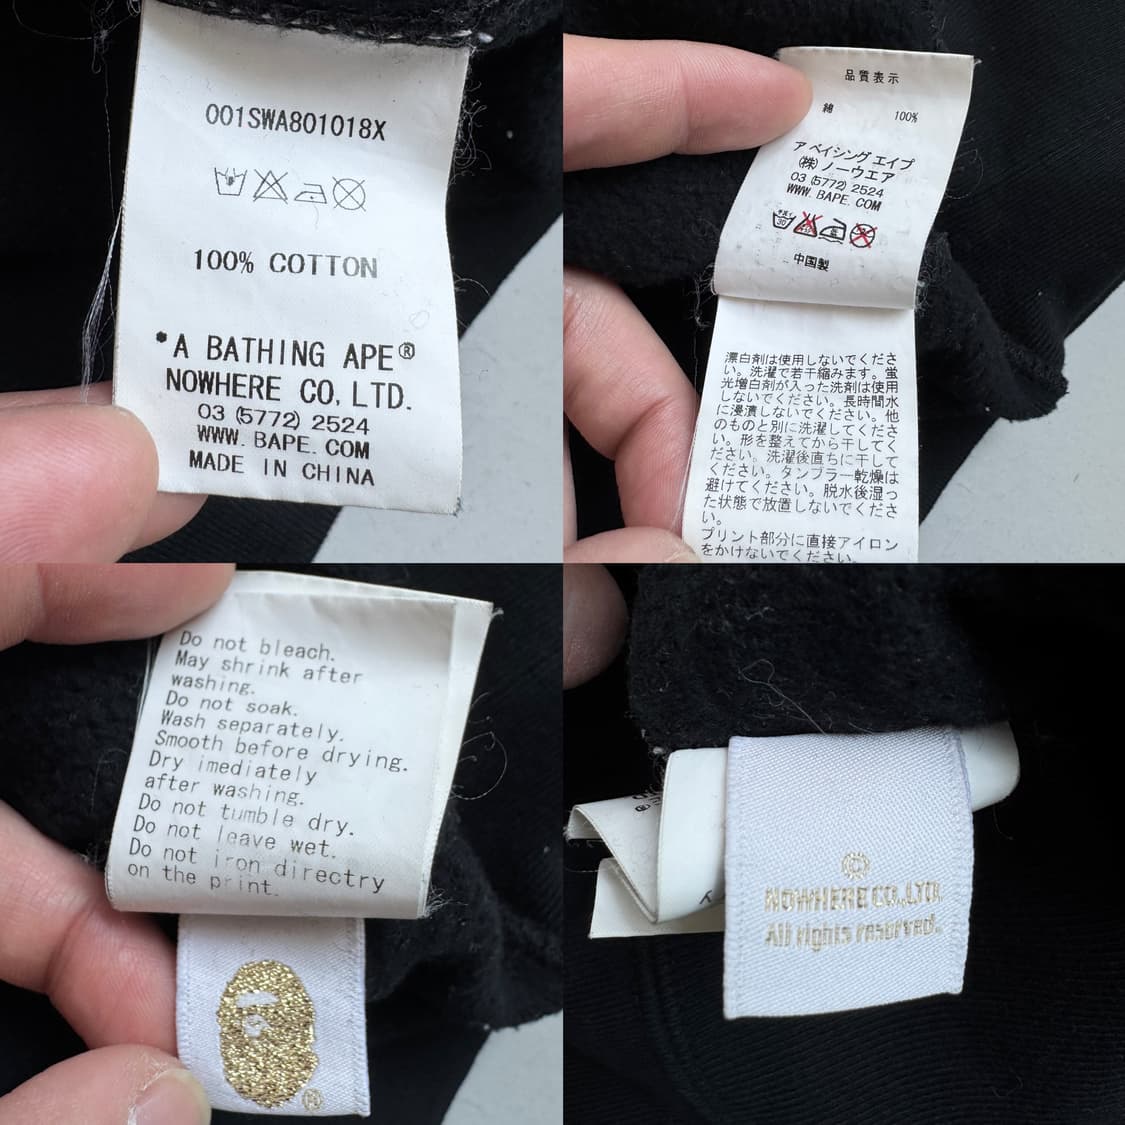 001SWA801018X
100% COTTON
*A BATHING APE®
NOWHERE CO, LTD.
03 (5772) 2524
WWW. BAPE. COM
MADE IN CHINA
品質表示
綿 100%
ア ベイシング エイプ
(株) ノーウエア
03 (5772) 2524
WWW. BAPE. COM
30
中国製
漂白剤は使用しないでくださ
い。洗濯で若干縮みます。蛍
光増白剤が入った洗剤は使用
しないでください。長時間水
に浸漬しないでください。他
のものと別に洗濯してくださ
い。形を整えてから干してく
ださい。洗濯後直ちに干して
ください。タンブラー乾燥は
避けてください。脱水後湿っ
た状態で放置しないでくださ
い。
プリント部分に直接アイロン
をかけないでください。
Do not bleach.
May shrink after
washing.
Do not soak.
Wash separately.
Smooth before drying.
Dry imediately
after washing.
Do not tumble dry.
Do not leave wet.
Do not iron directry
on the print.
®
©
NOWHERE CO.,LTD.
All rights reserved.